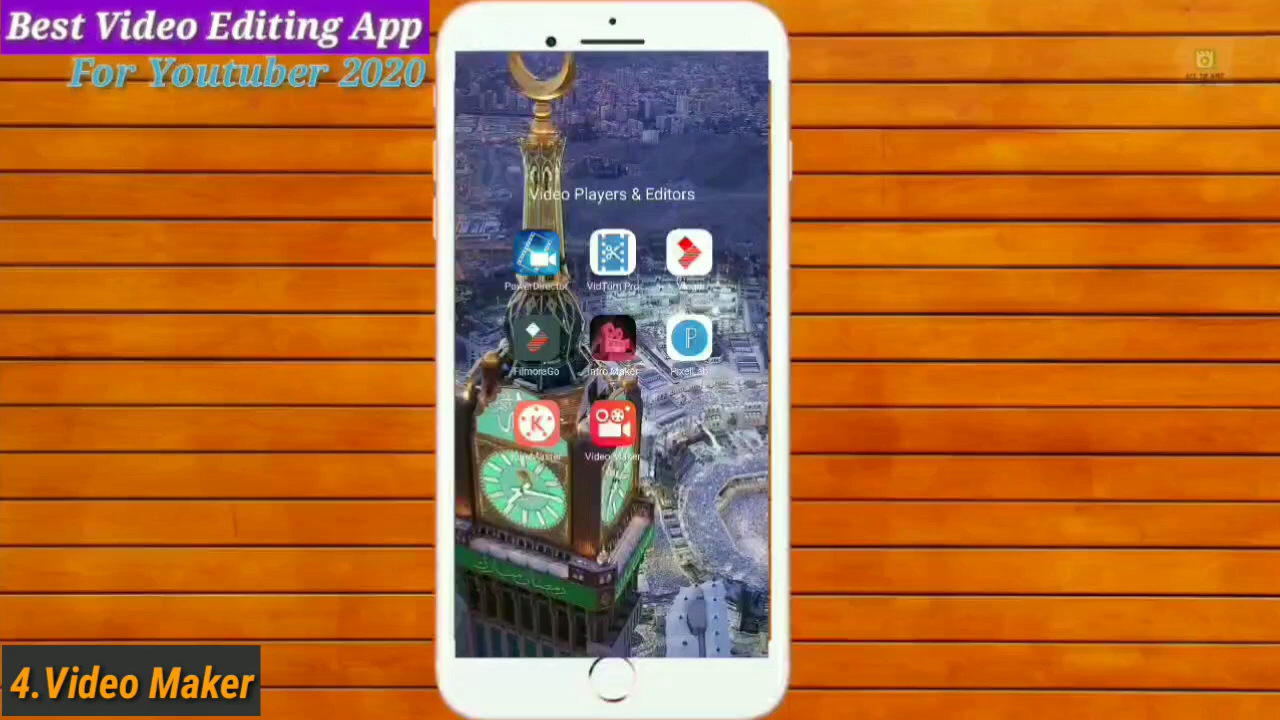 Best Video Editing App
For Youtuber 2020
Video Players & Editors
PowerDirector
VidTrim Pro
FilmoraGo
Intro Maker
PixelLab
K
Video Maker
4.Video Maker